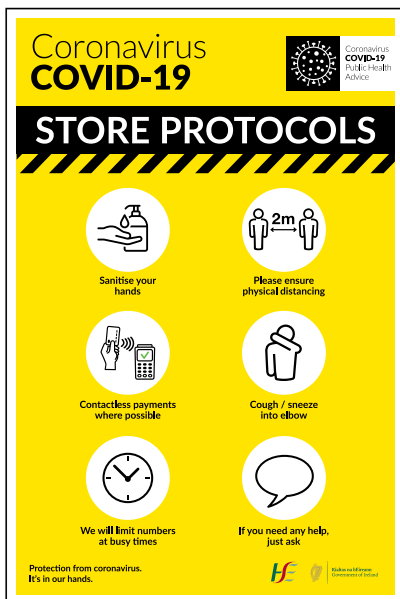 Coronavirus
COVID-19
Coronavirus
COVID-19
Public Health
Advice
STORE PROTOCOLS
2m
Sanitise your
hands
Please ensure
physical distancing
Contactless payments
where possible
Cough / sneeze
into elbow
We will limit numbers
at busy times
If you need any help,
just ask
Protection from coronavirus.
It's in our hands.
Rialtas na hÉireann
Government of Ireland